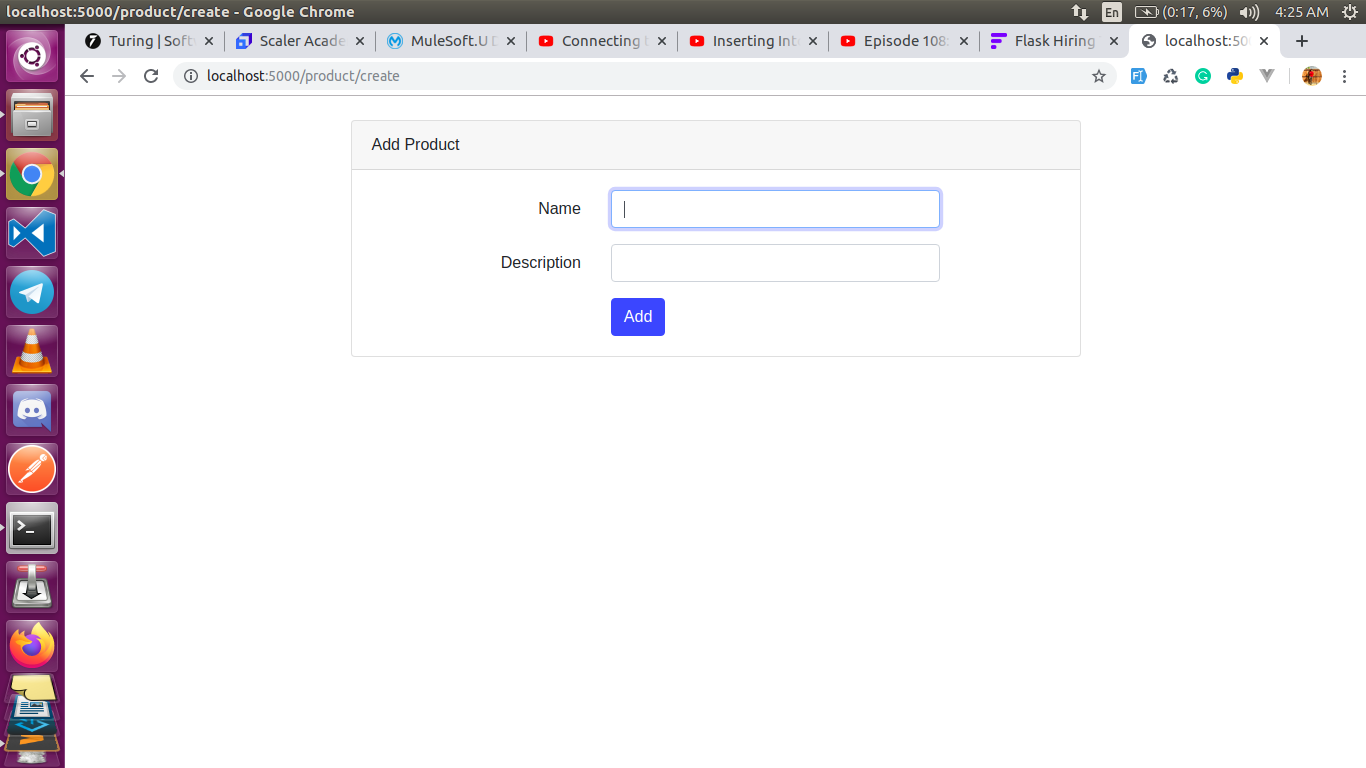 localhost:5000/product/create - Google Chrome
En
(0:17, 6%)
4:25 AM
Turing | Soft
Scaler Acade
MuleSoft.U D
Connecting
Inserting Int
Episode 108:
Flask Hiring
localhost:50
localhost:5000/product/create
Add Product
Name
Description
Add